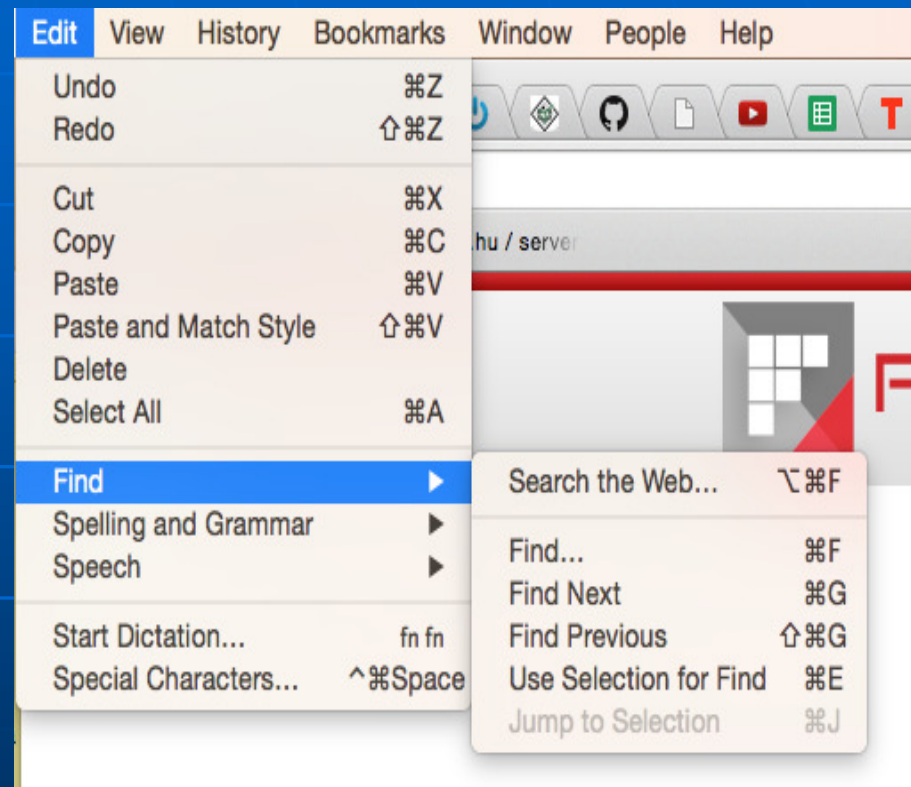 Edit View History Bookmarks Window People Help
Undo ⌘Z
Redo ⇧⌘Z
Cut ⌘X
Copy ⌘C
Paste ⌘V
Paste and Match Style ⇧⌘V
Delete
Select All ⌘A
Find ▶
Spelling and Grammar ▶
Speech ▶
Start Dictation... fn fn
Special Characters... ^⌘Space
.hu / server
Search the Web... ⌥⌘F
Find... ⌘F
Find Next ⌘G
Find Previous ⇧⌘G
Use Selection for Find ⌘E
Jump to Selection ⌘J